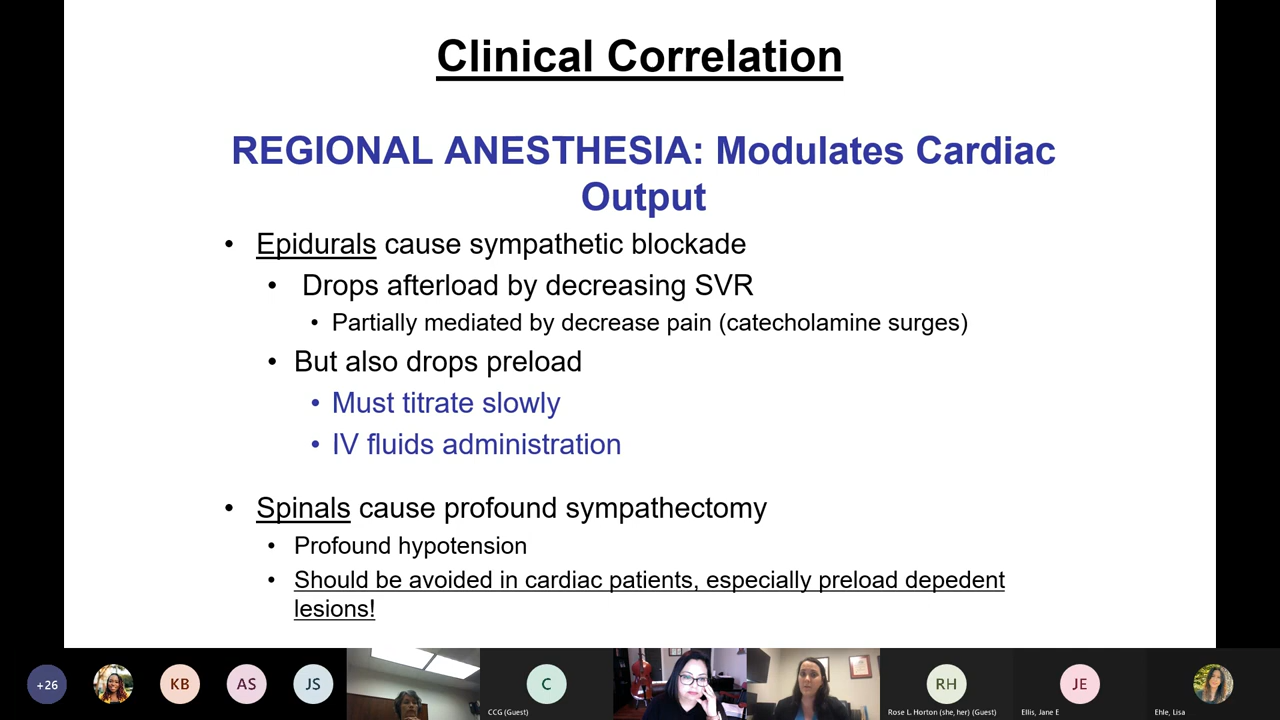 Clinical Correlation
REGIONAL ANESTHESIA: Modulates Cardiac
Output
• Epidurals cause sympathetic blockade
• Drops afterload by decreasing SVR
• Partially mediated by decrease pain (catecholamine surges)
• But also drops preload
• Must titrate slowly
• IV fluids administration
• Spinals cause profound sympathectomy
• Profound hypotension
• Should be avoided in cardiac patients, especially preload depedent
lesions!
+26
KB
AS
JS
C
CCG (Guest)
RH
Rose L. Horton (she, her) (Guest)
JE
Ellis, Jane E
Ehle, Lisa